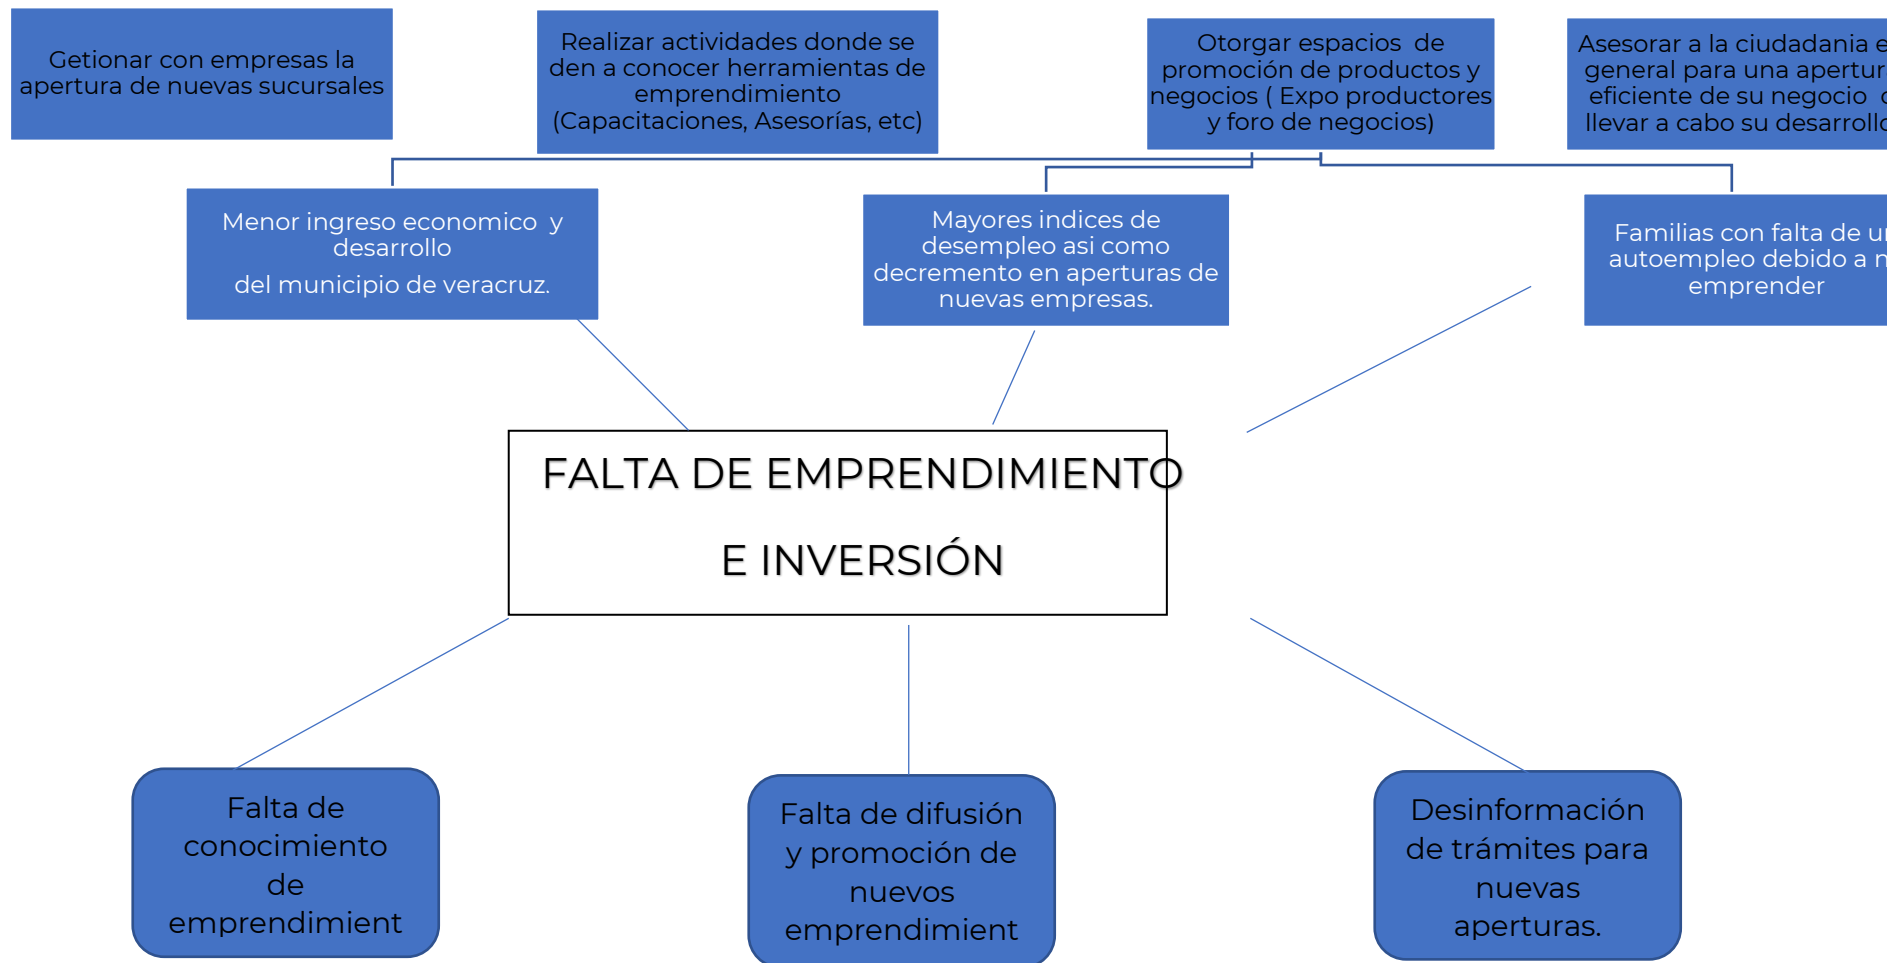 Getionar con empresas la
apertura de nuevas sucursales
Realizar actividades donde se
den a conocer herramientas de
emprendimiento
(Capacitaciones, Asesorías, etc)
Otorgar espacios de
promoción de productos y
negocios ( Expo productores
y foro de negocios)
Asesorar a la ciudadania
general para una
eficiente de su negocio
llevar a cabo su
Menor ingreso economico y
desarrollo
del municipio de veracruz.
Mayores indices de
desempleo asi como
decremento en aperturas de
nuevas empresas.
Familias con falta de
autoempleo debido a
emprender
FALTA DE EMPRENDIMIENTO
E INVERSIÓN
Falta de
conocimiento
de
emprendimient
Falta de difusión
y promoción de
nuevos
emprendimient
Desinformación
de trámites para
nuevas
aperturas.